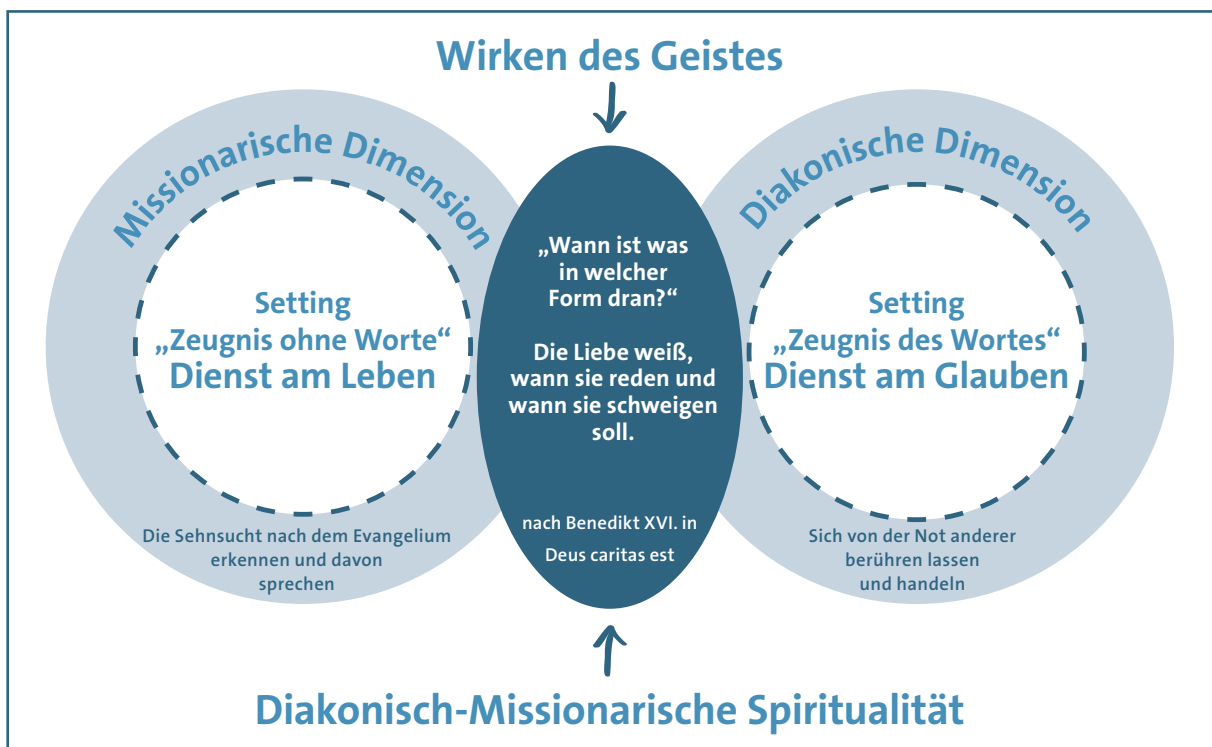 Wirken des Geistes
Missionarische Dimension
Setting
„Zeugnis ohne Worte“
Dienst am Leben
Die Sehnsucht nach dem Evangelium
erkennen und davon
sprechen
„Wann ist was
in welcher
Form dran?“
Die Liebe weiß,
wann sie reden und
wann sie schweigen
soll.
nach Benedikt XVI. in
Deus caritas est
Diakonische Dimension
Setting
„Zeugnis des Wortes“
Dienst am Glauben
Sich von der Not anderer
berühren lassen
und handeln
Diakonisch-Missionarische Spiritualität